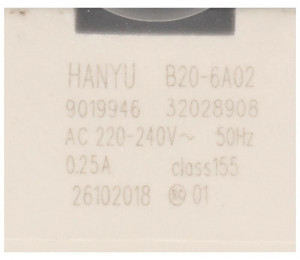 HANYU B20-6A02
9019946 32028908
AC 220-240V~ 50Hz
0.25A class155
26102018 01